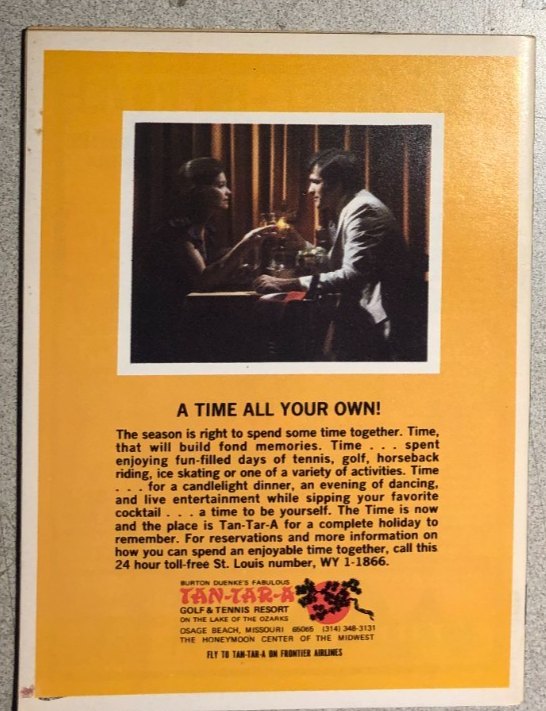 A TIME ALL YOUR OWN!
The season is right to spend some time together. Time,
that will build fond memories. Time . . . spent
enjoying fun-filled days of tennis, golf, horseback
riding, ice skating or one of a variety of activities. Time
. . . for a candlelight dinner, an evening of dancing,
and live entertainment while sipping your favorite
cocktail . . . a time to be yourself. The Time is now
and the place is Tan-Tar-A for a complete holiday to
remember. For reservations and more information on
how you can spend an enjoyable time together, call this
24 hour toll-free St. Louis number, WY 1-1866.
BURTON DUENKE'S FABULOUS
TAN-TAR-A
GOLF & TENNIS RESORT
ON THE LAKE OF THE OZARKS
OSAGE BEACH, MISSOURI 65065 (314) 348-3131
THE HONEYMOON CENTER OF THE MIDWEST
FLY TO TAN-TAR-A ON FRONTIER AIRLINES